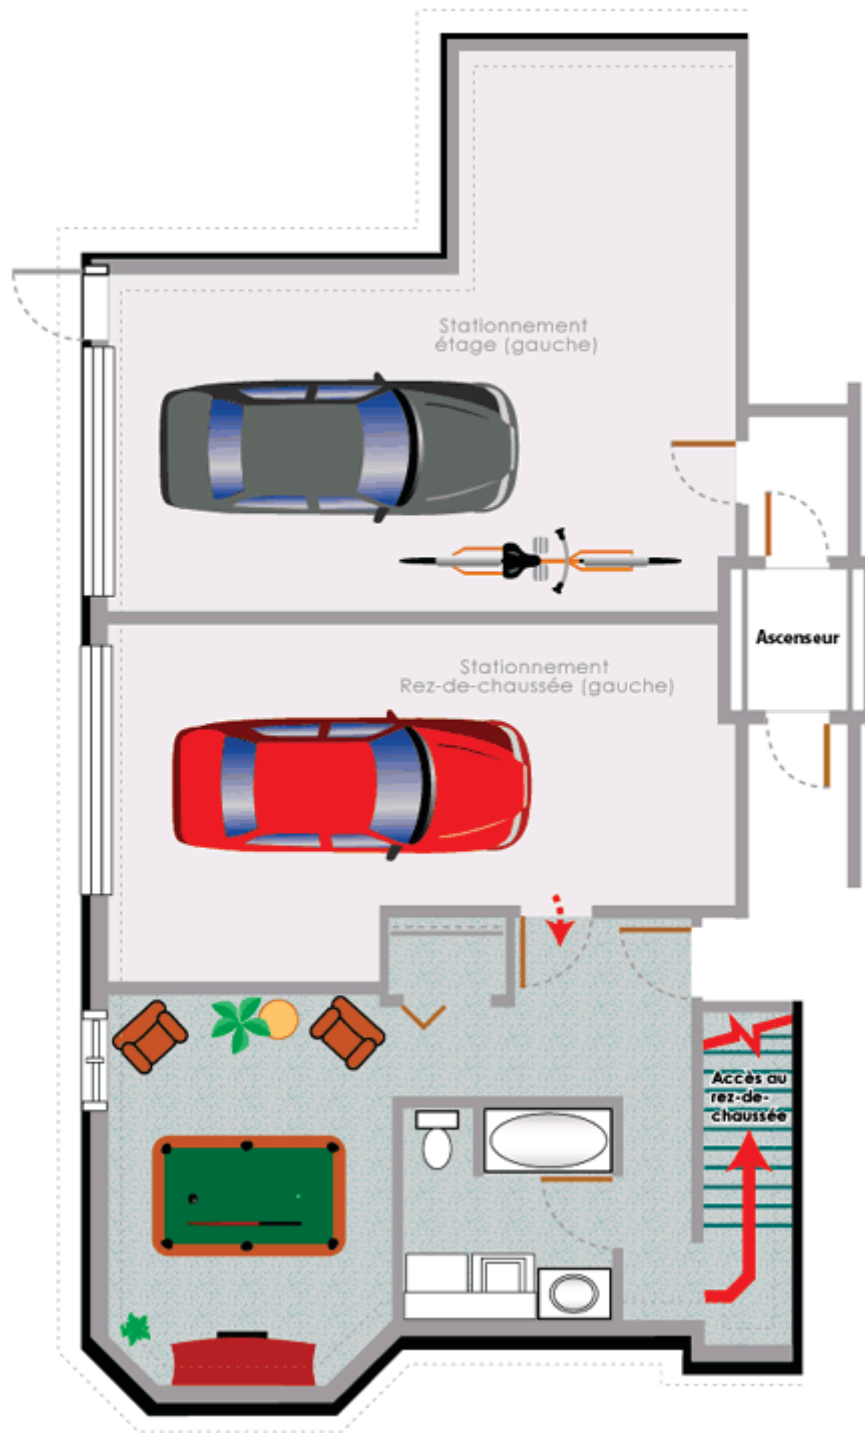 Stationnement
étage (gauche)
Ascenseur
Stationnement
Rez-de-chaussée (gauche)
Accès au
rez-de-
chaussée